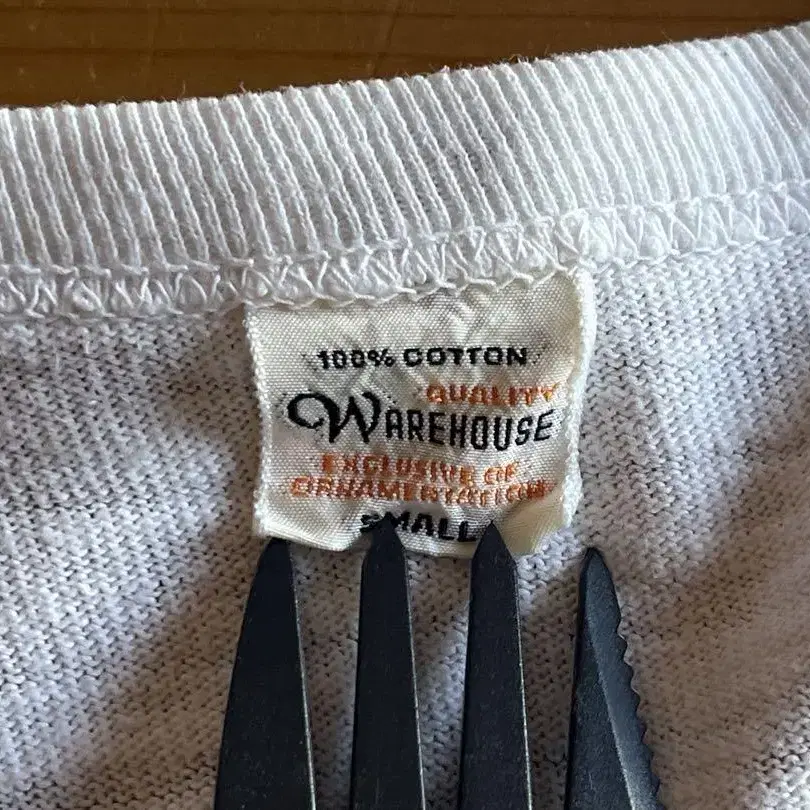 100% COTTON
QUALITY
WAREHOUSE
EXCLUSIVE OF
ORNAMENTATION
SMALL